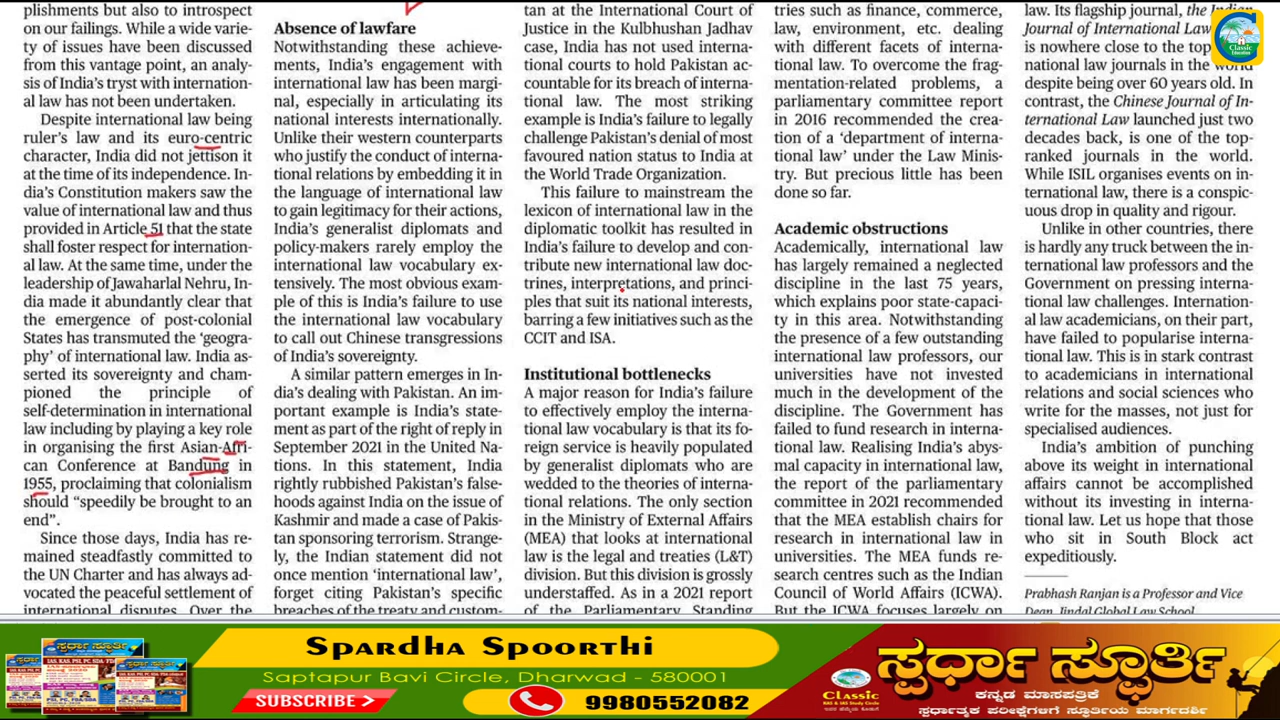 plishments but also to introspect
on our failings. While a wide varie-
ty of issues have been discussed
from this vantage point, an analy-
sis of India's tryst with internation-
al law has not been undertaken.
Despite international law being
ruler's law and its euro-centric
character, India did not jettison it
at the time of its independence. In-
dia's Constitution makers saw the
value of international law and thus
provided in Article 51 that the state
shall foster respect for internation-
al law. At the same time, under the
leadership of Jawaharlal Nehru, In-
dia made it abundantly clear that
the emergence of post-colonial
States has transmuted the 'geogra-
phy' of international law. India as-
serted its sovereignty and cham-
pioned the principle of
self-determination in international
law including by playing a key role
in organising the first Asian-Afri-
can Conference at Bandung in
1955, proclaiming that colonialism
should "speedily be brought to an
end".
Since those days, India has re-
mained steadfastly committed to
the UN Charter and has always ad-
vocated the peaceful settlement of
international disputes. Over the
Absence of lawfare
Notwithstanding these achieve-
ments, India's engagement with
international law has been margi-
nal, especially in articulating its
national interests internationally.
Unlike their western counterparts
who justify the conduct of interna-
tional relations by embedding it in
the language of international law
to gain legitimacy for their actions,
India's generalist diplomats and
policy-makers rarely employ the
international law vocabulary ex-
tensively. The most obvious exam-
ple of this is India's failure to use
the international law vocabulary
to call out Chinese transgressions
of India's sovereignty.
A similar pattern emerges in In-
dia's dealing with Pakistan. An im-
portant example is India's state-
ment as part of the right of reply in
September 2021 in the United Na-
tions. In this statement, India
rightly rubbished Pakistan's false-
hoods against India on the issue of
Kashmir and made a case of Pakis-
tan sponsoring terrorism. Strange-
ly, the Indian statement did not
once mention 'international law',
forget citing Pakistan's specific
breaches of the treaty and custom-
tan at the International Court of
Justice in the Kulbhushan Jadhav
case, India has not used interna-
tional courts to hold Pakistan ac-
countable for its breach of interna-
tional law. The most striking
example is India's failure to legally
challenge Pakistan's denial of most
favoured nation status to India at
the World Trade Organization.
This failure to mainstream the
lexicon of international law in the
diplomatic toolkit has resulted in
India's failure to develop and con-
tribute new international law doc-
trines, interpretations, and princi-
ples that suit its national interests,
barring a few initiatives such as the
CCIT and ISA.
Institutional bottlenecks
A major reason for India's failure
to effectively employ the interna-
tional law vocabulary is that its fo-
reign service is heavily populated
by generalist diplomats who are
wedded to the theories of interna-
tional relations. The only section
in the Ministry of External Affairs
(MEA) that looks at international
law is the legal and treaties (L&T)
division. But this division is grossly
understaffed. As in a 2021 report
of the Parliamentary Standing
tries such as finance, commerce,
law, environment, etc. dealing
with different facets of interna-
tional law. To overcome the frag-
mentation-related problems, a
parliamentary committee report
in 2016 recommended the crea-
tion of a 'department of interna-
tional law' under the Law Minis-
try. But precious little has been
done so far.
Academic obstructions
Academically, international law
has largely remained a neglected
discipline in the last 75 years,
which explains poor state-capaci-
ty in this area. Notwithstanding
the presence of a few outstanding
international law professors, our
universities have not invested
much in the development of the
discipline. The Government has
failed to fund research in interna-
tional law. Realising India's abys-
mal capacity in international law,
the report of the parliamentary
committee in 2021 recommended
that the MEA establish chairs for
research in international law in
universities. The MEA funds re-
search centres such as the Indian
Council of World Affairs (ICWA).
But the ICWA focuses largely on
law. Its flagship journal, the Indian
Journal of International Law
is nowhere close to the top
national law journals in the world
despite being over 60 years old. In
contrast, the Chinese Journal of In-
ternational Law launched just two
decades back, is one of the top-
ranked journals in the world.
While ISIL organises events on in-
ternational law, there is a conspic-
uous drop in quality and rigour.
Unlike in other countries, there
is hardly any truck between the in-
ternational law professors and the
Government on pressing interna-
tional law challenges. Internation-
al law academicians, on their part,
have failed to popularise interna-
tional law. This is in stark contrast
to academicians in international
relations and social sciences who
write for the masses, not just for
specialised audiences.
India's ambition of punching
above its weight in international
affairs cannot be accomplished
without its investing in interna-
tional law. Let us hope that those
who sit in South Block act
expeditiously.
Prabhash Ranjan is a Professor and Vice
Dean, Jindal Global Law School
Classic
Education
SPARDHA SPOORTHI
Saptapur Bavi Circle, Dharwad - 580001
SUBSCRIBE
9980552082
Classic
ಸ್ಪರ್ಧಾ ಸ್ಫೂರ್ತಿ
ಕನ್ನಡ ಮಾಸಪತ್ರಿಕೆ
ಸ್ಪರ್ಧಾತ್ಮಕ ಪರೀಕ್ಷೆಗಳಿಗೆ ಸ್ಫೂರ್ತಿಯ ಮಾರ್ಗದರ್ಶಿ